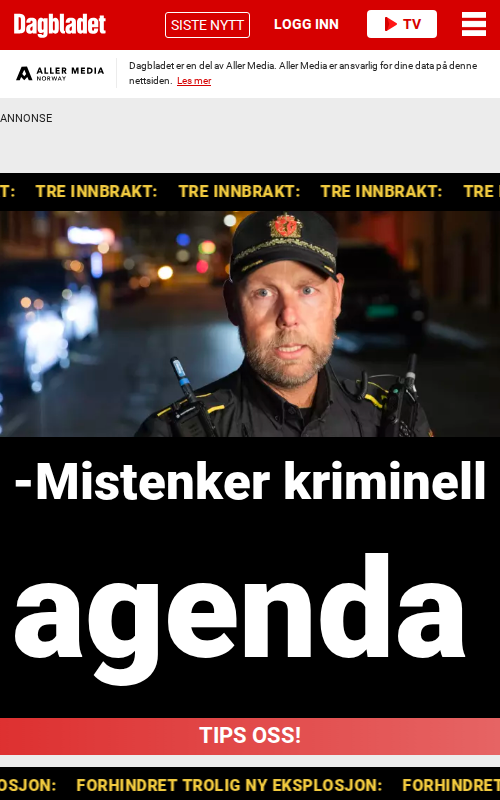 Dagbladet
SISTE NYTT
LOGG INN
TV
ALLER MEDIA
NORWAY
Dagbladet er en del av Aller Media. Aller Media er ansvarlig for dine data på denne
nettsiden. Les mer
ANNONSE
T: TRE INNBRAKT: TRE INNBRAKT: TRE INNBRAKT: TRE
-Mistenker kriminell
agenda
TIPS OSS!
OSJON: FORHINDRET TROLIG NY EKSPLOSJON: FORHINDRET